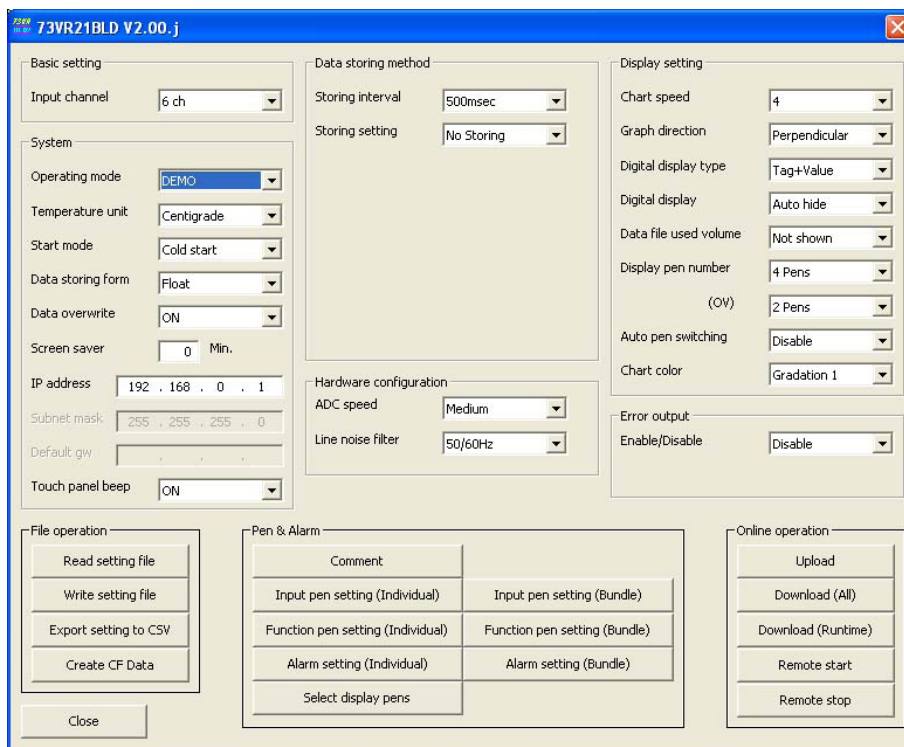 73VR21BLD V2.00.j
Basic setting
Input channel 6 ch
System
Operating mode DEMO
Temperature unit Centigrade
Start mode Cold start
Data storing form Float
Data overwrite ON
Screen saver 0 Min.
IP address 192 . 168 . 0 . 1
Subnet mask 255 . 255 . 255 . 0
Default gw . . .
Touch panel beep ON
Data storing method
Storing interval 500msec
Storing setting No Storing
Hardware configuration
ADC speed Medium
Line noise filter 50/60Hz
Display setting
Chart speed 4
Graph direction Perpendicular
Digital display type Tag+Value
Digital display Auto hide
Data file used volume Not shown
Display pen number 4 Pens
(OV) 2 Pens
Auto pen switching Disable
Chart color Gradation 1
Error output
Enable/Disable Disable
File operation
Read setting file
Write setting file
Export setting to CSV
Create CF Data
Close
Pen & Alarm
Comment
Input pen setting (Individual) Input pen setting (Bundle)
Function pen setting (Individual) Function pen setting (Bundle)
Alarm setting (Individual) Alarm setting (Bundle)
Select display pens
Online operation
Upload
Download (All)
Download (Runtime)
Remote start
Remote stop